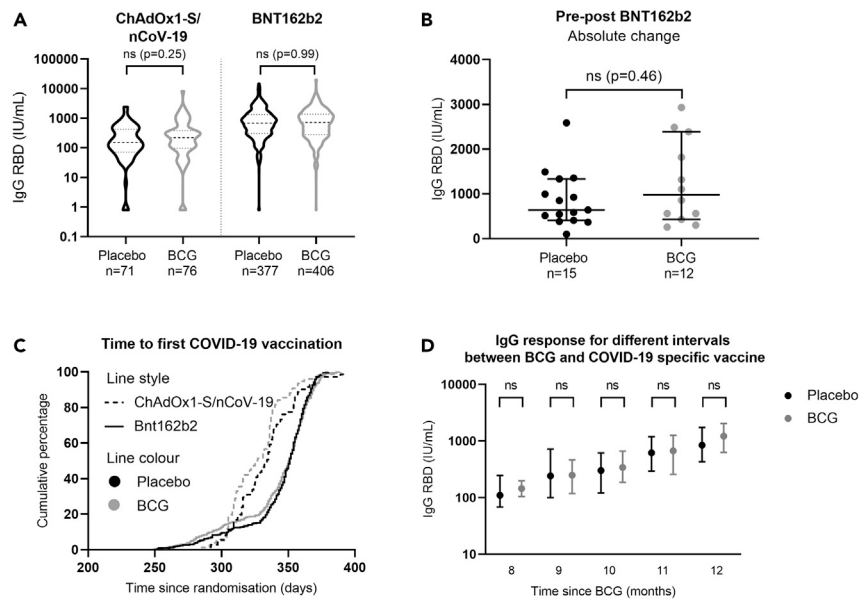 A
ChAdOx1-S/
nCoV-19
BNT162b2
ns (p=0.25)
ns (p=0.99)
IgG RBD (IU/mL)
100000
10000
1000
100
10
1
0.1
Placebo
n=71
BCG
n=76
Placebo
n=377
BCG
n=406
B
Pre-post BNT162b2
Absolute change
ns (p=0.46)
IgG RBD (IU/mL)
4000
3000
2000
1000
0
Placebo
n=15
BCG
n=12
C
Time to first COVID-19 vaccination
Cumulative percentage
100
80
60
40
20
0
Line style
ChAdOx1-S/nCoV-19
Bnt162b2
Line colour
Placebo
BCG
200
250
300
350
400
Time since randomisation (days)
D
IgG response for different intervals
between BCG and COVID-19 specific vaccine
IgG RBD (IU/mL)
10000
1000
100
10
ns
ns
ns
ns
ns
8
9
10
11
12
Time since BCG (months)
Placebo
BCG